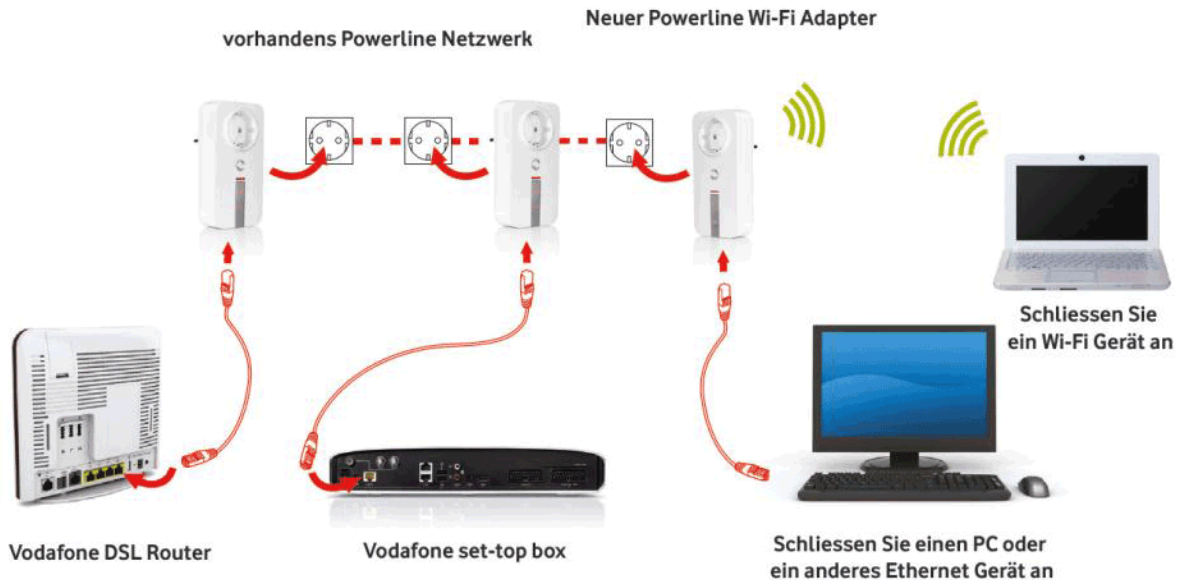 Neuer Powerline Wi-Fi Adapter
vorhandens Powerline Netzwerk
Schliessen Sie
ein Wi-Fi Gerät an
Vodafone DSL Router
Vodafone set-top box
Schliessen Sie einen PC oder
ein anderes Ethernet Gerät an